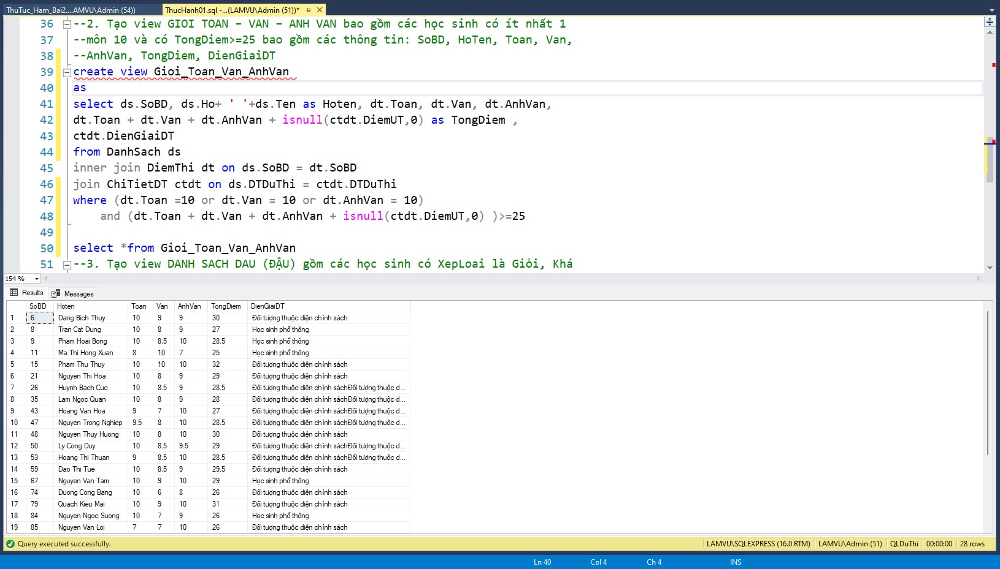 ThuTuc_Ham_Bai2....AMVU\Admin (54))
ThucHanh01.sql -...(LAMVU\Admin (51))*
36 --2. Tạo view GIOI TOAN – VAN – ANH VAN bao gồm các học sinh có ít nhất 1
37 --môn 10 và có TongDiem>=25 bao gồm các thông tin: SoBD, HoTen, Toan, Van,
38 --AnhVan, TongDiem, DienGiaiDT
39 create view Gioi_Toan_Van_AnhVan
40 as
41 select ds.SoBD, ds.Ho+ ' '+ds.Ten as Hoten, dt.Toan, dt.Van, dt.AnhVan,
42 dt.Toan + dt.Van + dt.AnhVan + isnull(ctdt.DiemUT,0) as TongDiem ,
43 ctdt.DienGiaiDT
44 from DanhSach ds
45 inner join DiemThi dt on ds.SoBD = dt.SoBD
46 join ChiTietDT ctdt on ds.DTDuThi = ctdt.DTDuThi
47 where (dt.Toan =10 or dt.Van = 10 or dt.AnhVan = 10)
48 and (dt.Toan + dt.Van + dt.AnhVan + isnull(ctdt.DiemUT,0) )>=25
49
50 select *from Gioi_Toan_Van_AnhVan
51 --3. Tạo view DANH SACH DAU (ĐẬU) gồm các học sinh có XepLoai là Giỏi, Khá
154 %
Results Messages
SoBD Hoten Toan Van AnhVan TongDiem DienGiaiDT
1 6 Dang Bich Thuy 10 9 9 30 Đối tượng thuộc diện chính sách
2 8 Tran Cat Dung 10 8 9 27 Học sinh phổ thông
3 9 Pham Hoai Bong 10 8.5 10 28.5 Học sinh phổ thông
4 11 Ma Thi Hong Xuan 8 10 7 25 Học sinh phổ thông
5 15 Pham Thu Thuy 10 10 10 32 Đối tượng thuộc diện chính sách
6 21 Nguyen Thi Hoa 10 8 9 29 Đối tượng thuộc diện chính sách
7 26 Huynh Bach Cuc 10 8.5 9 28.5 Đối tượng thuộc diện chính sáchĐối tượng thuộc d...
8 35 Lam Ngoc Quan 10 8 9 28 Đối tượng thuộc diện chính sáchĐối tượng thuộc d...
9 43 Hoang Van Hoa 9 7 10 27 Đối tượng thuộc diện chính sáchĐối tượng thuộc d...
10 47 Nguyen Trong Nghiep 9.5 8 10 28.5 Đối tượng thuộc diện chính sáchĐối tượng thuộc d...
11 48 Nguyen Thuy Huong 10 8 10 30 Đối tượng thuộc diện chính sách
12 50 Ly Cong Duy 10 8.5 9.5 29 Đối tượng thuộc diện chính sáchĐối tượng thuộc d...
13 53 Hoang Thi Thuan 9 8.5 10 28.5 Đối tượng thuộc diện chính sáchĐối tượng thuộc d...
14 59 Dao Thi Tue 10 8.5 9 29.5 Đối tượng thuộc diện chính sách
15 67 Nguyen Van Tam 10 9 10 29 Học sinh phổ thông
16 74 Duong Cong Bang 10 6 8 26 Đối tượng thuộc diện chính sách
17 79 Quach Kieu Mai 10 9 10 31 Đối tượng thuộc diện chính sách
18 84 Nguyen Ngoc Suong 10 7 9 26 Học sinh phổ thông
19 85 Nguyen Van Loi 7 7 10 26 Đối tượng thuộc diện chính sách
Query executed successfully. LAMVU\SQLEXPRESS (16.0 RTM) LAMVU\Admin (51) QLDuThi 00:00:00 28 rows
Ln 40 Col 4 Ch 4 INS